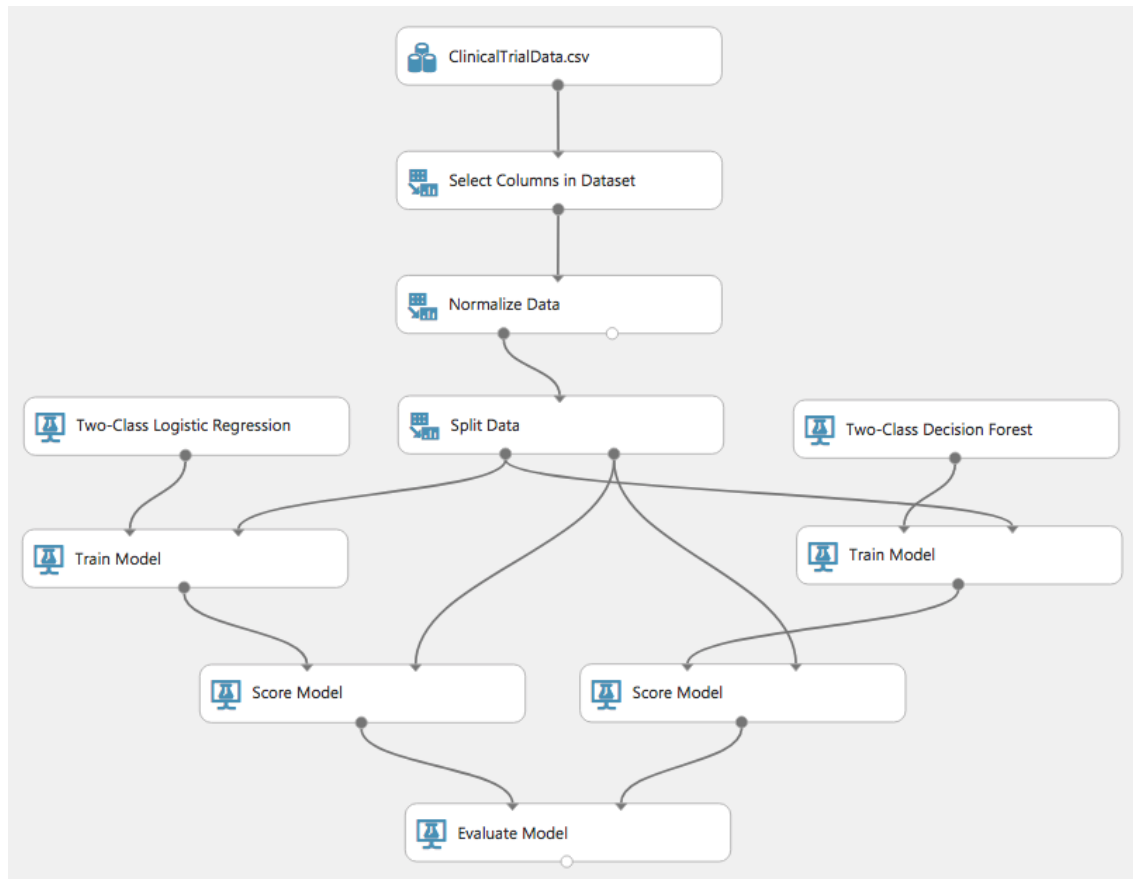 ClinicalTrialData.csv
Select Columns in Dataset
Normalize Data
Two-Class Logistic Regression
Split Data
Two-Class Decision Forest
Train Model
Train Model
Score Model
Score Model
Evaluate Model